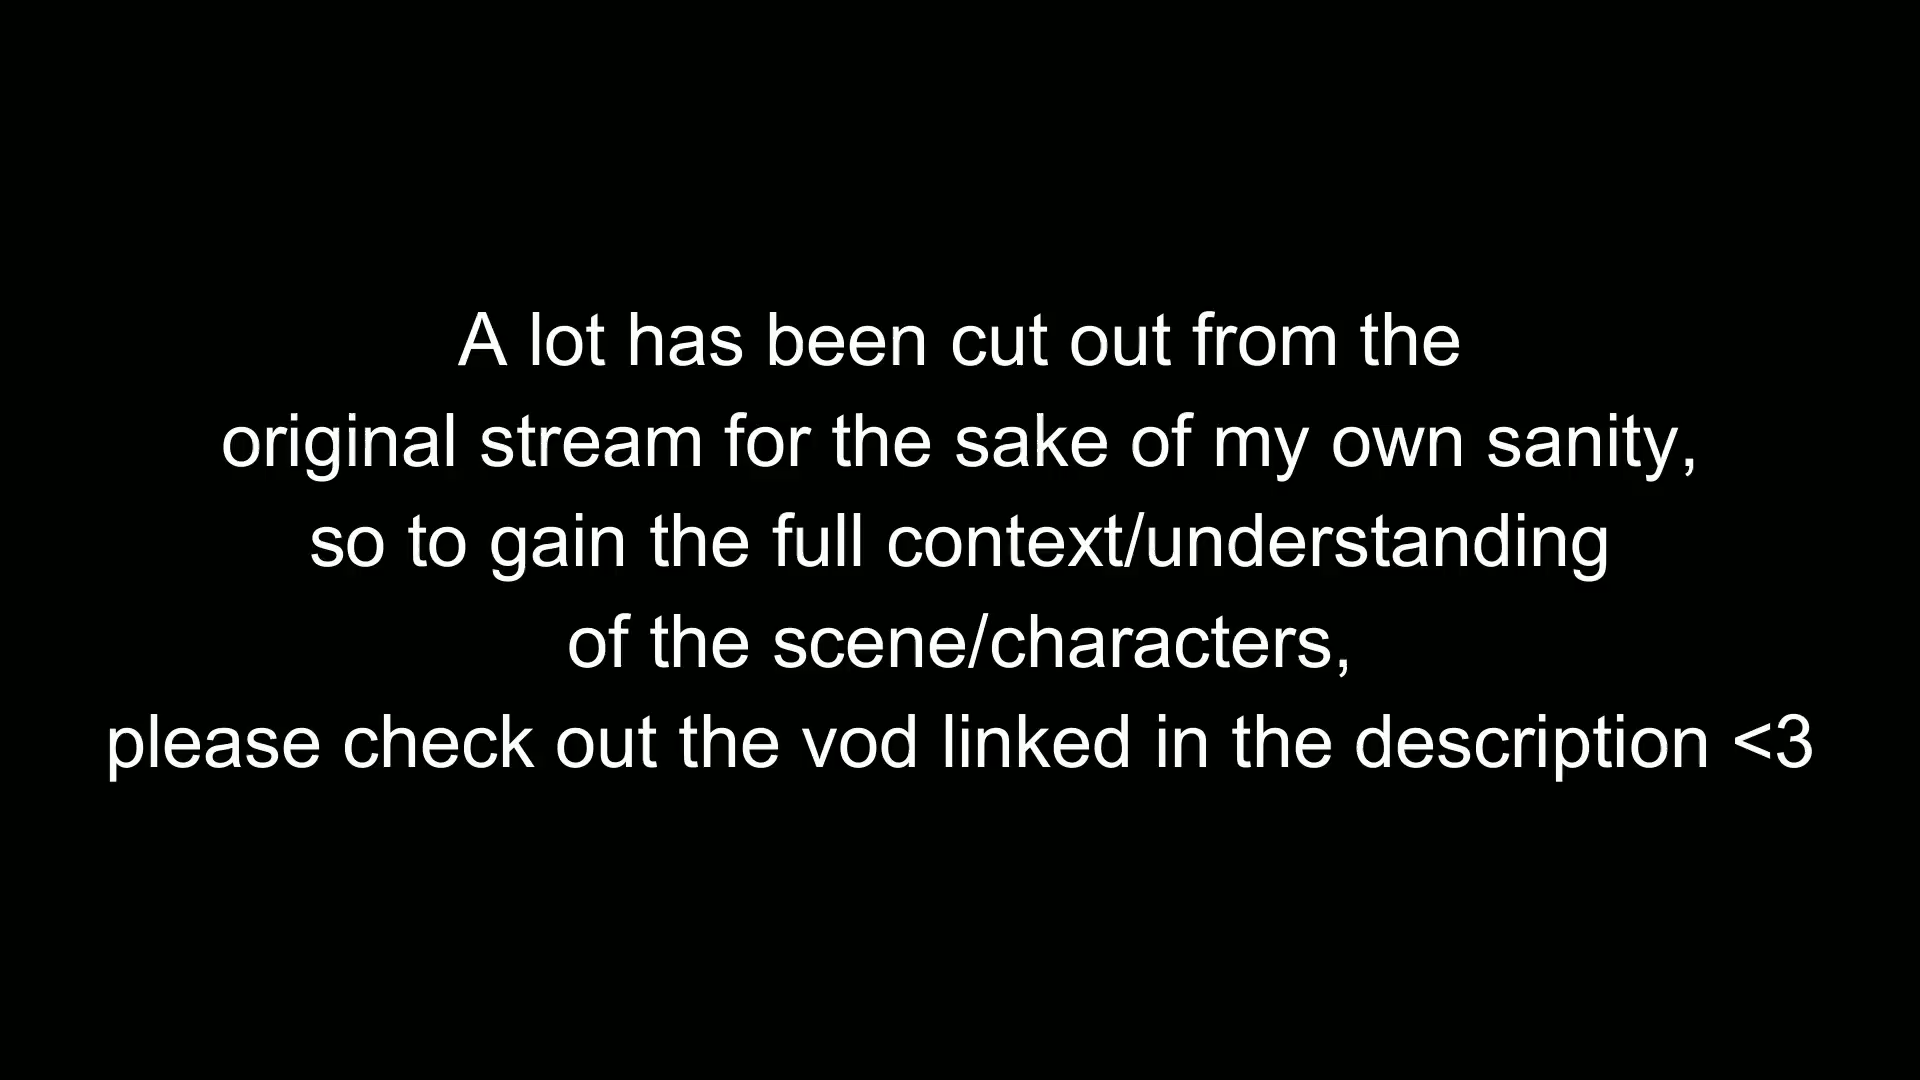 A lot has been cut out from the
original stream for the sake of my own sanity,
so to gain the full context/understanding
of the scene/characters,
please check out the vod linked in the description <3